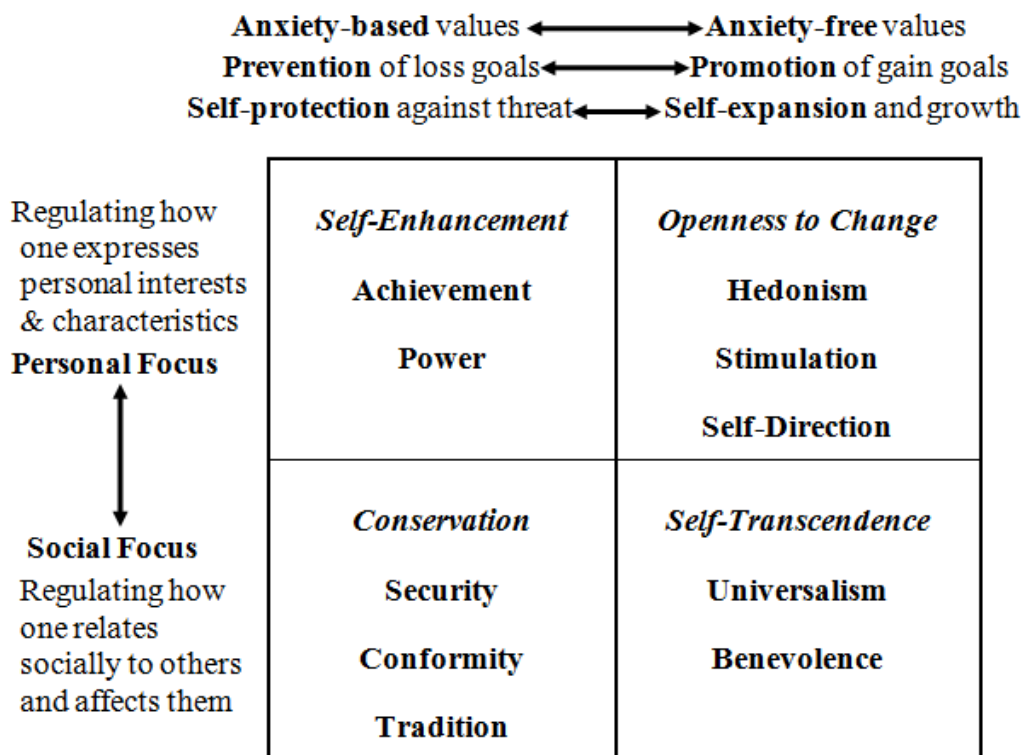 Anxiety-based values Anxiety-free values
Prevention of loss goals Promotion of gain goals
Self-protection against threat Self-expansion and growth
Regulating how
one expresses
personal interests
& characteristics
Personal Focus
Self-Enhancement
Achievement
Power
Openness to Change
Hedonism
Stimulation
Self-Direction
Social Focus
Regulating how
one relates
socially to others
and affects them
Conservation
Security
Conformity
Tradition
Self-Transcendence
Universalism
Benevolence